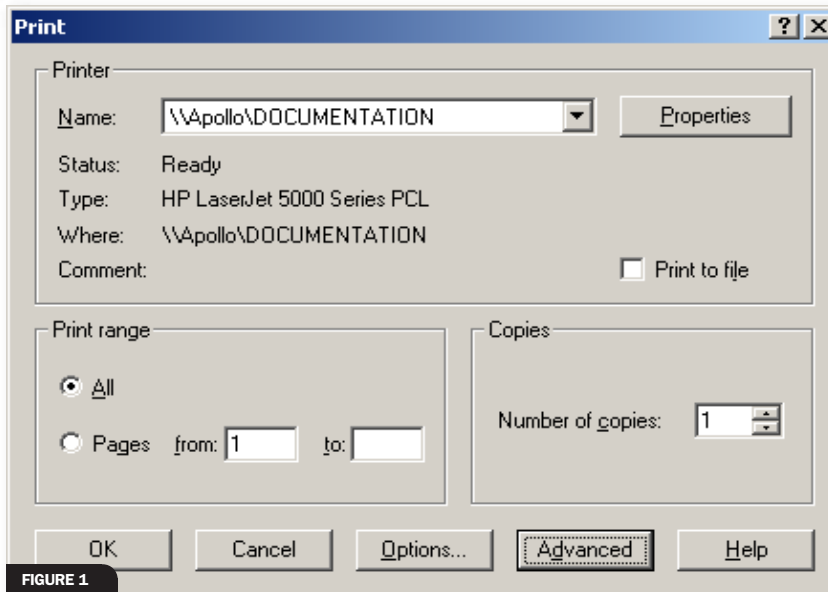 Print
Printer
Name: \\Apollo\DOCUMENTATION Properties
Status: Ready
Type: HP LaserJet 5000 Series PCL
Where: \\Apollo\DOCUMENTATION
Comment: Print to file
Print range
All
Pages from: 1 to:
Copies
Number of copies: 1
OK Cancel Options... Advanced Help
FIGURE 1